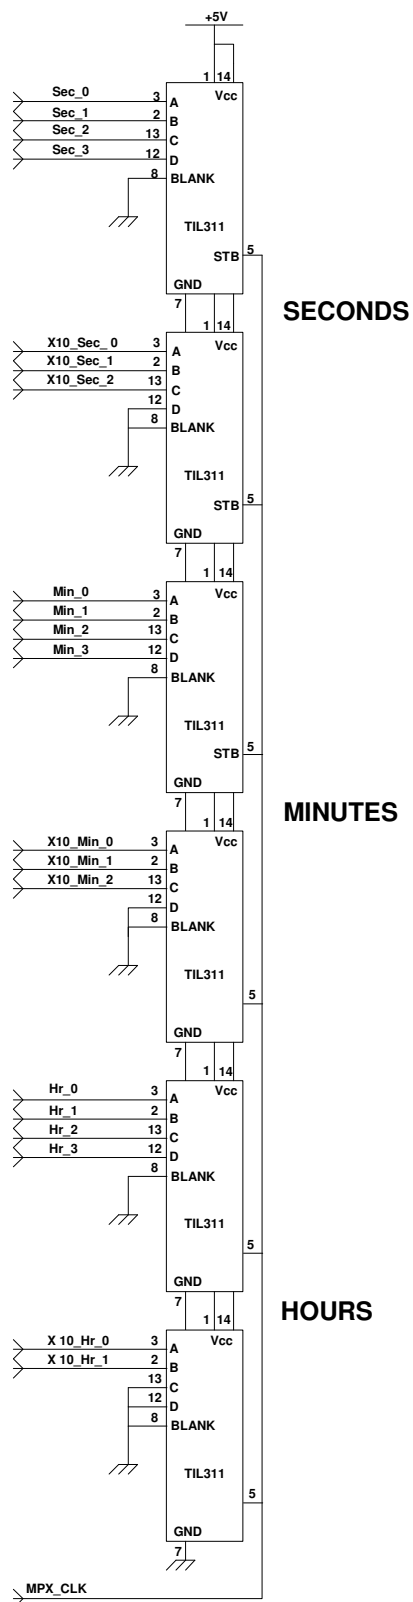 +5V
1 14
Sec_0 3 A Vcc
Sec_1 2 B
Sec_2 13 C
Sec_3 12 D
8 BLANK
TIL311
STB 5
GND
7
SECONDS
1 14
X10_Sec_0 3 A Vcc
X10_Sec_1 2 B
X10_Sec_2 13 C
12 D
8 BLANK
TIL311
STB 5
GND
7
1 14
Min_0 3 A Vcc
Min_1 2 B
Min_2 13 C
Min_3 12 D
8 BLANK
TIL311
STB 5
GND
7
MINUTES
1 14
X10_Min_0 3 A Vcc
X10_Min_1 2 B
X10_Min_2 13 C
12 D
8 BLANK
TIL311
5
GND
7
1 14
Hr_0 3 A Vcc
Hr_1 2 B
Hr_2 13 C
Hr_3 12 D
8 BLANK
TIL311
5
GND
7
HOURS
1 14
X 10_Hr_0 3 A Vcc
X 10_Hr_1 2 B
13 C
12 D
8 BLANK
TIL311
5
GND
7
MPX_CLK